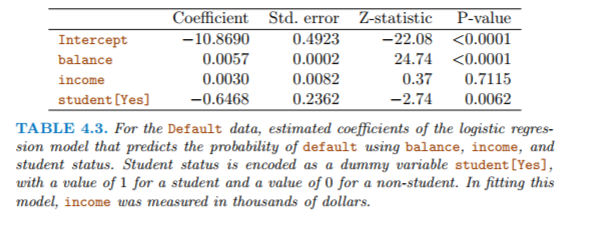 Coefficient Std. error Z-statistic P-value
Intercept −10.8690 0.4923 −22.08 <0.0001
balance 0.0057 0.0002 24.74 <0.0001
income 0.0030 0.0082 0.37 0.7115
student[Yes] −0.6468 0.2362 −2.74 0.0062
TABLE 4.3. For the Default data, estimated coefficients of the logistic regres-
sion model that predicts the probability of default using balance, income, and
student status. Student status is encoded as a dummy variable student[Yes],
with a value of 1 for a student and a value of 0 for a non-student. In fitting this
model, income was measured in thousands of dollars.